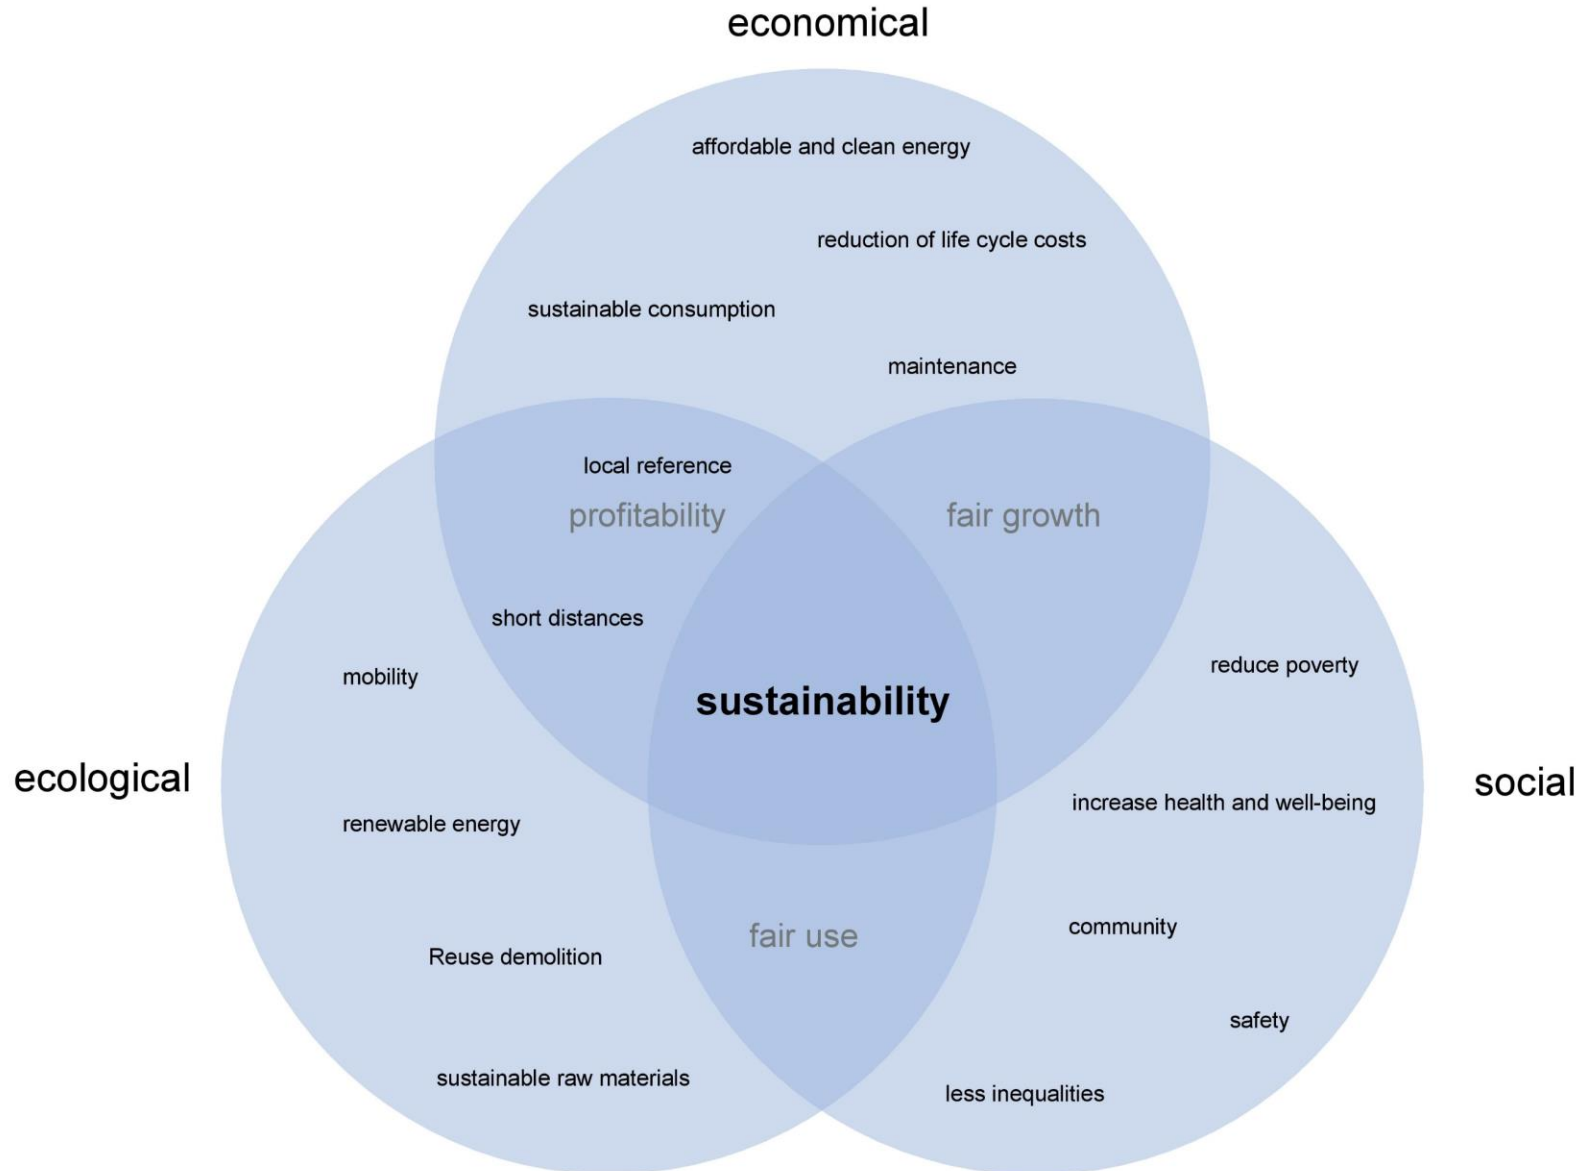 economical
affordable and clean energy
reduction of life cycle costs
sustainable consumption
maintenance
local reference
profitability
fair growth
short distances
mobility
reduce poverty
sustainability
ecological
social
increase health and well-being
renewable energy
community
fair use
Reuse demolition
safety
sustainable raw materials
less inequalities